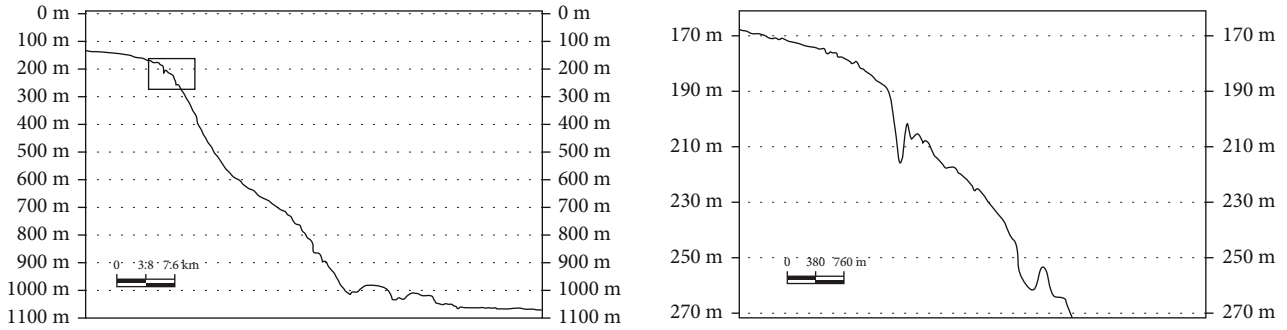 0 m 0 m
100 m 100 m
200 m 200 m
300 m 300 m
400 m 400 m
500 m 500 m
600 m 600 m
700 m 700 m
800 m 800 m
900 m 900 m
1000 m 1000 m
1100 m 1100 m
0 3.8 7.6 km
170 m 170 m
190 m 190 m
210 m 210 m
230 m 230 m
250 m 250 m
270 m 270 m
0 380 760 m